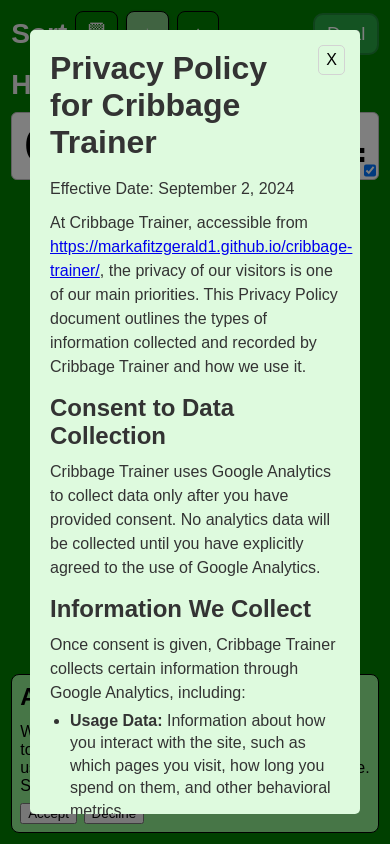 Sort
Deal
X
Privacy Policy
for Cribbage
Trainer
Effective Date: September 2, 2024
At Cribbage Trainer, accessible from
https://markafitzgerald1.github.io/cribbage-
trainer/, the privacy of our visitors is one
of our main priorities. This Privacy Policy
document outlines the types of
information collected and recorded by
Cribbage Trainer and how we use it.
Consent to Data
Collection
Cribbage Trainer uses Google Analytics
to collect data only after you have
provided consent. No analytics data will
be collected until you have explicitly
agreed to the use of Google Analytics.
Information We Collect
Once consent is given, Cribbage Trainer
collects certain information through
Google Analytics, including:
• Usage Data: Information about how
you interact with the site, such as
which pages you visit, how long you
spend on them, and other behavioral
metrics
Accept Decline